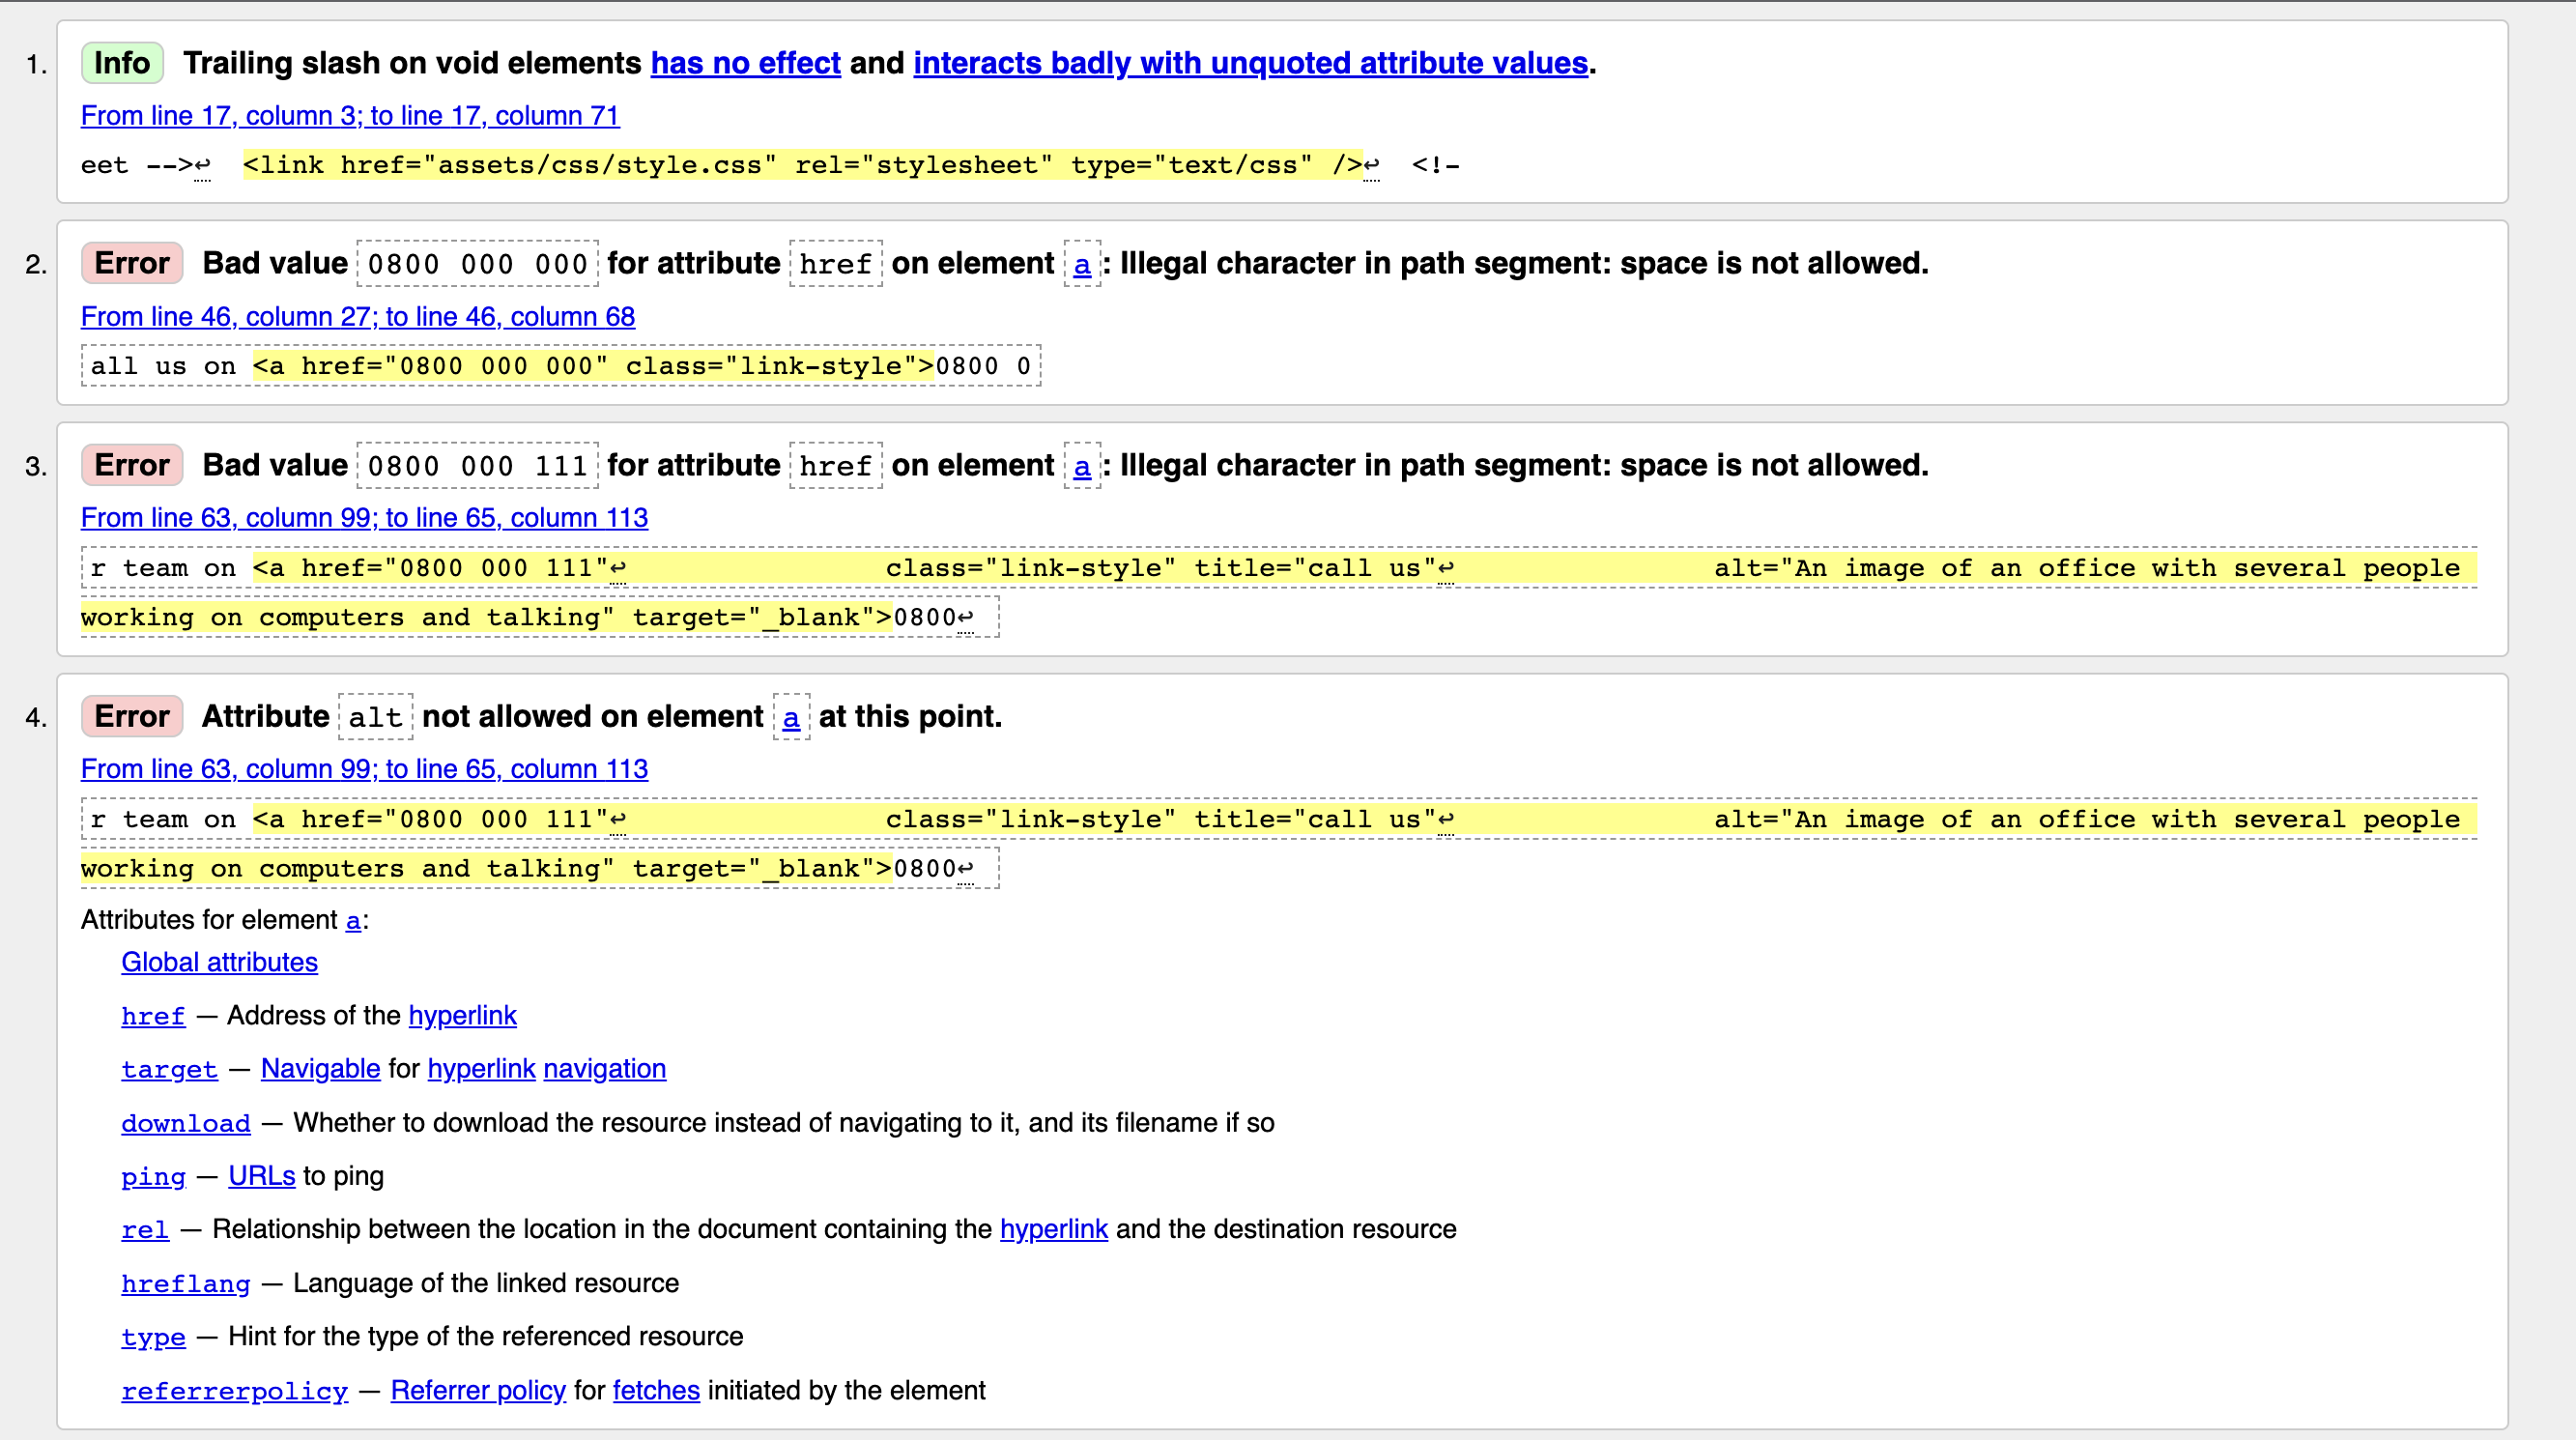 1. Info Trailing slash on void elements has no effect and interacts badly with unquoted attribute values.
From line 17, column 3; to line 17, column 71
eet -->↩  <link href="assets/css/style.css" rel="stylesheet" type="text/css" />↩  <!-
2. Error Bad value 0800 000 000 for attribute href on element a: Illegal character in path segment: space is not allowed.
From line 46, column 27; to line 46, column 68
all us on <a href="0800 000 000" class="link-style">0800 0
3. Error Bad value 0800 000 111 for attribute href on element a: Illegal character in path segment: space is not allowed.
From line 63, column 99; to line 65, column 113
r team on <a href="0800 000 111"↩ class="link-style" title="call us"↩ alt="An image of an office with several people
working on computers and talking" target="_blank">0800↩
4. Error Attribute alt not allowed on element a at this point.
From line 63, column 99; to line 65, column 113
r team on <a href="0800 000 111"↩ class="link-style" title="call us"↩ alt="An image of an office with several people
working on computers and talking" target="_blank">0800↩
Attributes for element a:
Global attributes
href — Address of the hyperlink
target — Navigable for hyperlink navigation
download — Whether to download the resource instead of navigating to it, and its filename if so
ping — URLs to ping
rel — Relationship between the location in the document containing the hyperlink and the destination resource
hreflang — Language of the linked resource
type — Hint for the type of the referenced resource
referrerpolicy — Referrer policy for fetches initiated by the element